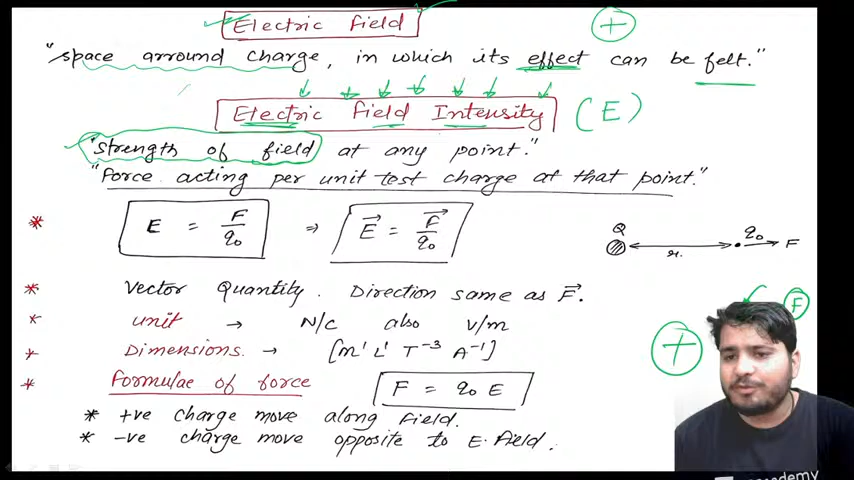 Electric field
+
"space arround charge, in which its effect can be felt."
Electric field Intensity (E)
"strength of field at any point."
"Force acting per unit test charge at that point."
* E = F/q₀ ⇒ E⃗ = F⃗/q₀
Q q₀ F
r
* Vector Quantity. Direction same as F⃗.
F
* unit → N/C also V/m
+
* Dimensions. → [M¹ L¹ T⁻³ A⁻¹]
* Formulae of force F = q₀ E
* +ve charge move along field.
* -ve charge move opposite to E. field.